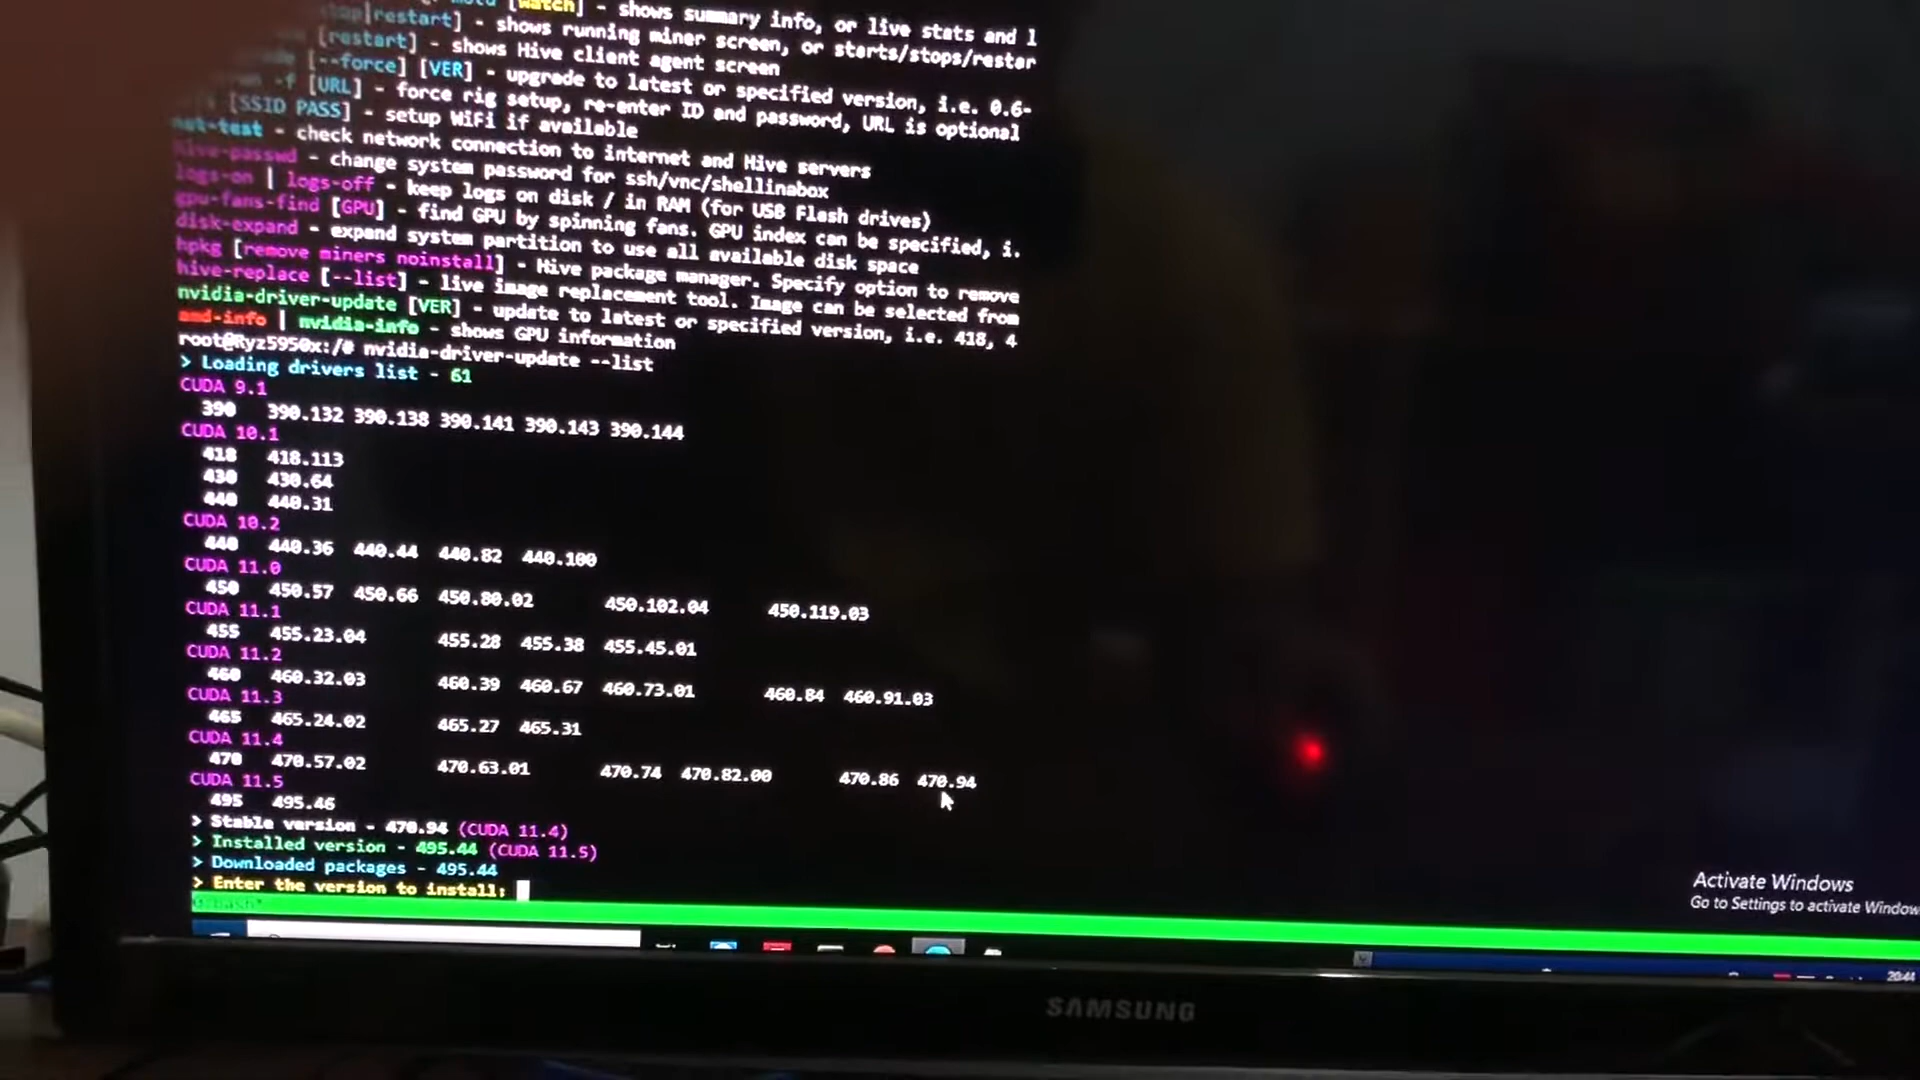 [watch] - shows summary info, or live stats and l
stop|restart] - shows running miner screen, or starts/stops/restar
[restart] - shows Hive client agent screen
[--force] [VER] - upgrade to latest or specified version, i.e. 0.6-
-f [URL] - force rig setup, re-enter ID and password, URL is optional
[SSID PASS] - setup WiFi if available
net-test - check network connection to internet and Hive servers
hive-passwd - change system password for ssh/vnc/shellinabox
logs-on | logs-off - keep logs on disk / in RAM (for USB Flash drives)
gpu-fans-find [GPU] - find GPU by spinning fans. GPU index can be specified, i.
disk-expand - expand system partition to use all available disk space
hpkg [remove miners noinstall] - Hive package manager. Specify option to remove
hive-replace [--list] - live image replacement tool. Image can be selected from
nvidia-driver-update [VER] - update to latest or specified version, i.e. 418, 4
amd-info | nvidia-info - shows GPU information
root@Ryz5950x:/# nvidia-driver-update --list
> Loading drivers list - 61
CUDA 9.1
390 390.132 390.138 390.141 390.143 390.144
CUDA 10.1
418 418.113
430 430.64
440 440.31
CUDA 10.2
440 440.36 440.44 440.82 440.100
CUDA 11.0
450 450.57 450.66 450.80.02 450.102.04 450.119.03
CUDA 11.1
455 455.23.04 455.28 455.38 455.45.01
CUDA 11.2
460 460.32.03 460.39 460.67 460.73.01 460.84 460.91.03
CUDA 11.3
465 465.24.02 465.27 465.31
CUDA 11.4
470 470.57.02 470.63.01 470.74 470.82.00 470.86 470.94
CUDA 11.5
495 495.46
> Stable version - 470.94 (CUDA 11.4)
> Installed version - 495.44 (CUDA 11.5)
> Downloaded packages - 495.44
> Enter the version to install:
Activate Windows
Go to Settings to activate Window
20:44
SAMSUNG